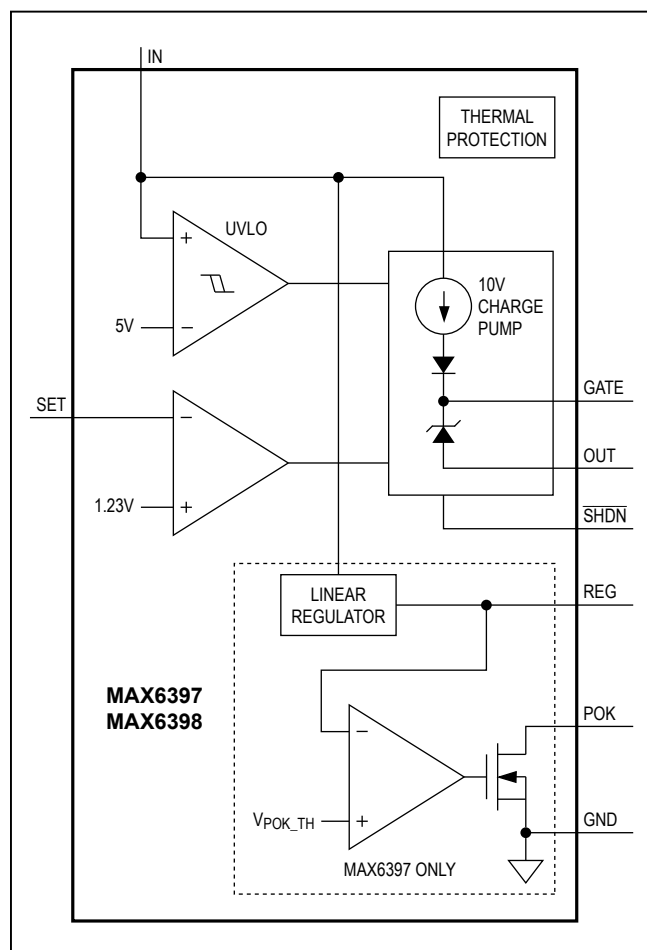 IN
THERMAL
PROTECTION
UVLO
+
5V
−
10V
CHARGE
PUMP
GATE
SET
−
OUT
1.23V
+
SHDN
LINEAR
REGULATOR
REG
MAX6397
MAX6398
−
POK
VPOK_TH
+
GND
MAX6397 ONLY